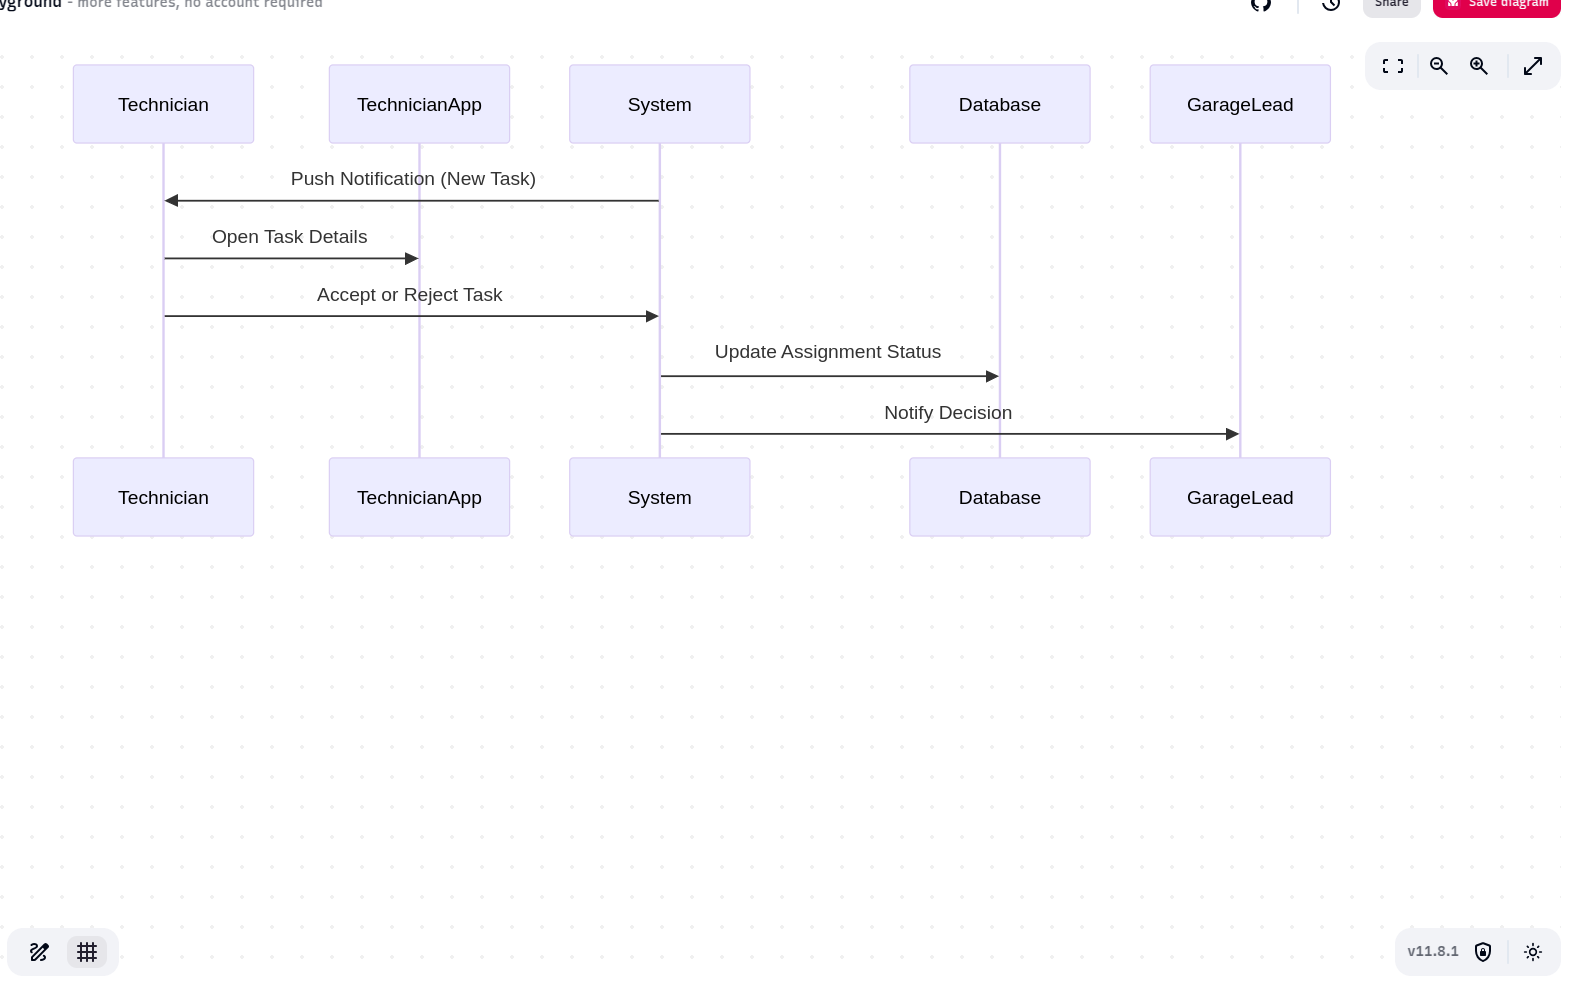 yground - more features, no account required
Share
Save diagram
Technician
TechnicianApp
System
Database
GarageLead
Push Notification (New Task)
Open Task Details
Accept or Reject Task
Update Assignment Status
Notify Decision
Technician
TechnicianApp
System
Database
GarageLead
v11.8.1